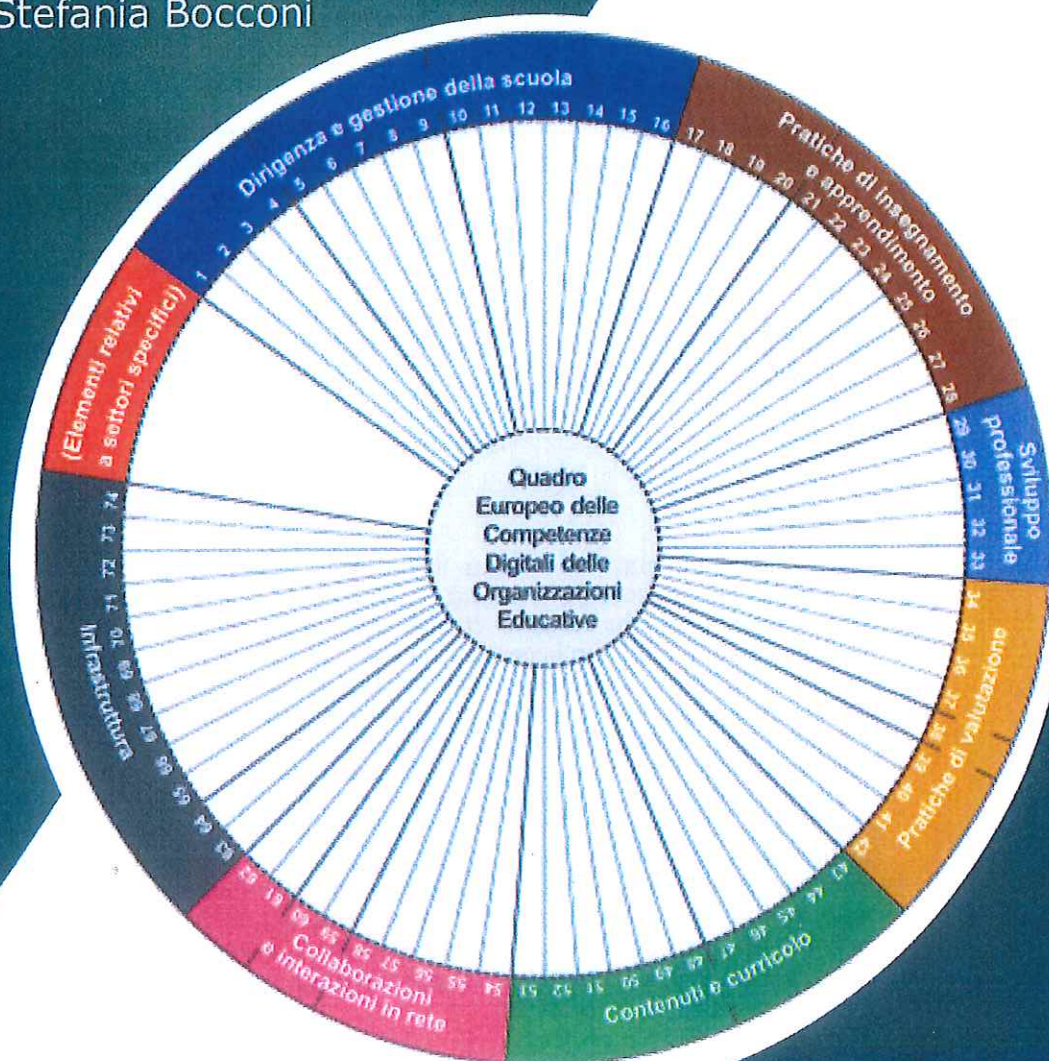 Stefania Bocconi
Dirigenza e gestione della scuola
1 2 3 4 5 6 7 8 9 10 11 12 13 14 15 16
Pratiche di insegnamento
e apprendimento
17 18 19 20 21 22 23 24 25 26 27 28
Sviluppo
professionale
29 30 31 32 33
Pratiche di valutazione
34 35 36 37 38 39 40 41 42
Contenuti e curricolo
43 44 45 46 47 48 49 50 51 52 53
Collaborazioni
e interazioni in rete
54 55 56 57 58 59 60 61 62
Infrastruttura
63 64 65 66 67 68 69 70 71 72 73 74
(Elementi relativi
a settori specifici)
Quadro
Europeo delle
Competenze
Digitali delle
Organizzazioni
Educative